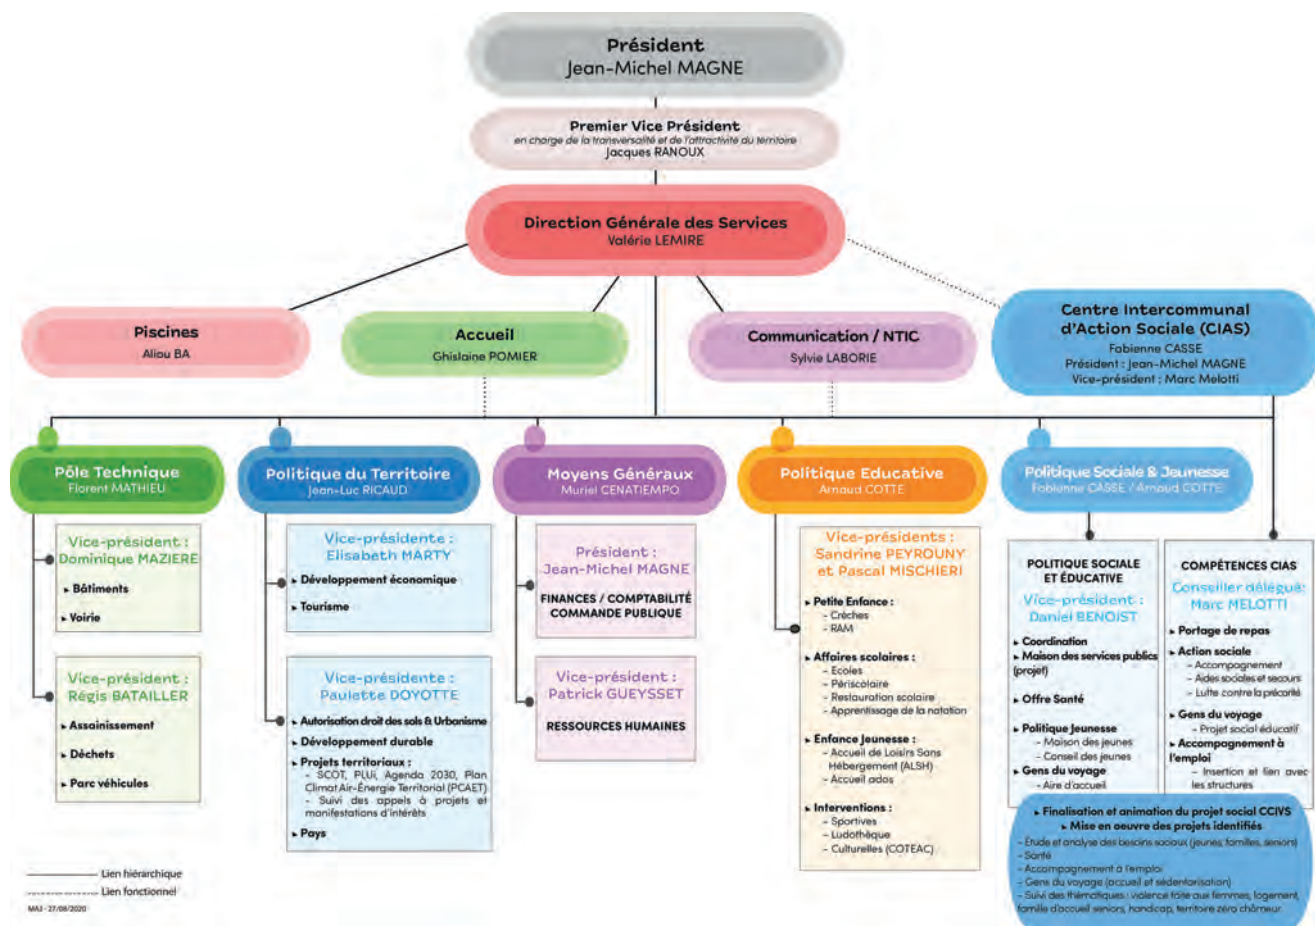 Président
Jean-Michel MAGNE
Premier Vice Président
en charge de la transversalité et de l'attractivité du territoire
Jacques RANOUX
Direction Générale des Services
Valérie LEMIRE
Piscines
Aliou BA
Accueil
Ghislaine POMIER
Communication / NTIC
Sylvie LABORIE
Centre Intercommunal
d'Action Sociale (CIAS)
Fabienne CASSE
Président : Jean-Michel MAGNE
Vice-président : Marc Melotti
Pôle Technique
Florent MATHIEU
Politique du Territoire
Jean-Luc RICAUD
Moyens Généraux
Muriel CENATIEMPO
Politique Educative
Arnaud COTTE
Politique Sociale & Jeunesse
Fabienne CASSE / Arnaud COTTE
Vice-président :
Dominique MAZIERE
▸ Bâtiments
▸ Voirie
Vice-président :
Régis BATAILLER
▸ Assainissement
▸ Déchets
▸ Parc véhicules
Vice-présidente :
Elisabeth MARTY
▸ Développement économique
▸ Tourisme
Vice-présidente :
Paulette DOYOTTE
▸ Autorisation droit des sols & Urbanisme
▸ Développement durable
▸ Projets territoriaux :
- SCOT, PLUi, Agenda 2030, Plan
Climat Air-Énergie Territorial (PCAET)
- Suivi des appels à projets et
manifestations d'intérêts
▸ Pays
Président :
Jean-Michel MAGNE
FINANCES / COMPTABILITÉ
COMMANDE PUBLIQUE
Vice-président :
Patrick GUEYSSET
RESSOURCES HUMAINES
Vice-présidents :
Sandrine PEYROUNY
et Pascal MISCHIERI
▸ Petite Enfance :
- Crèches
- RAM
▸ Affaires scolaires :
- Ecoles
- Périscolaire
- Restauration scolaire
- Apprentissage de la natation
▸ Enfance Jeunesse :
- Accueil de Loisirs Sans
Hébergement (ALSH)
- Accueil ados
▸ Interventions :
- Sportives
- Ludothèque
- Culturelles (COTEAC)
POLITIQUE SOCIALE
ET ÉDUCATIVE
Vice-président :
Daniel BENOIST
▸ Coordination
▸ Maison des services publics
(projet)
▸ Offre Santé
▸ Politique Jeunesse
- Maison des jeunes
- Conseil des jeunes
▸ Gens du voyage
- Aire d'accueil
COMPÉTENCES CIAS
Conseiller délégué:
Marc MELOTTI
▸ Portage de repas
▸ Action sociale
- Accompagnement
- Aides sociales et secours
- Lutte contre la précarité
▸ Gens du voyage
- Projet social éducatif
▸ Accompagnement à
l'emploi
- Insertion et lien avec
les structures
▸ Finalisation et animation du projet social CCIVS
▸ Mise en oeuvre des projets identifiés
- Étude et analyse des besoins sociaux (jeunes, familles, seniors)
- Santé
- Accompagnement à l'emploi
- Gens du voyage (accueil et sédentarisation)
- Suivi des thématiques : violence faite aux femmes, logement,
famille d'accueil seniors, handicap, territoire zéro chômeur.
Lien hiérarchique
Lien fonctionnel
MAJ - 27/08/2020